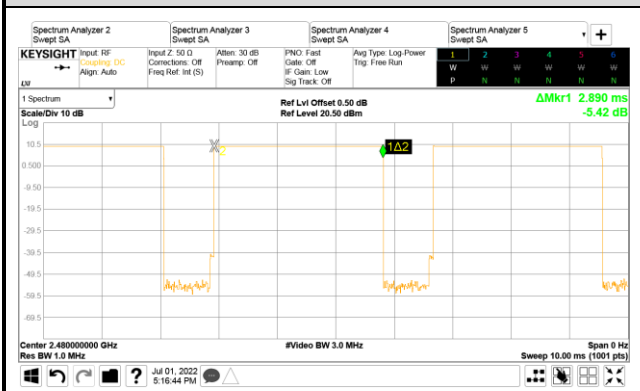 Spectrum Analyzer 2 Spectrum Analyzer 3 Spectrum Analyzer 4 Spectrum Analyzer 5
Swept SA Swept SA Swept SA Swept SA +
KEYSIGHT Input: RF Input Z: 50 Ω Atten: 30 dB PNO: Fast Avg Type: Log-Power 1 2 3 4 5 6
Coupling: DC Corrections: Off Preamp: Off Gate: Off Trig: Free Run W W W W W W
Align: Auto Freq Ref: Int (S) IF Gain: Low
Sig Track: Off P N N N N N
1 Spectrum ΔMkr1 2.890 ms
Ref Lvl Offset 0.50 dB
Scale/Div 10 dB Ref Level 20.50 dBm -5.42 dB
Log
10.5 2 1Δ2
0.500
-9.50
-19.5
-29.5
-39.5
-49.5
-59.5
-69.5
Center 2.480000000 GHz #Video BW 3.0 MHz Span 0 Hz
Res BW 1.0 MHz Sweep 10.00 ms (1001 pts)
? Jul 01, 2022
5:16:44 PM